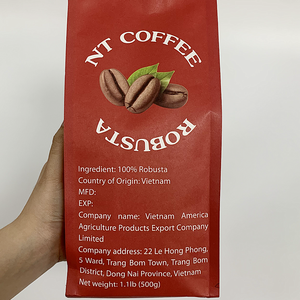 NT COFFEE
ROBUSTA
Ingredient: 100% Robusta
Country of Origin: Vietnam
MFD:
EXP:
Company name: Vietnam America
Agriculture Products Export Company
Limited
Company address: 22 Le Hong Phong,
5 Ward, Trang Bom Town, Trang Bom
District, Dong Nai Province, Vietnam
Net weight: 1.1lb (500g)